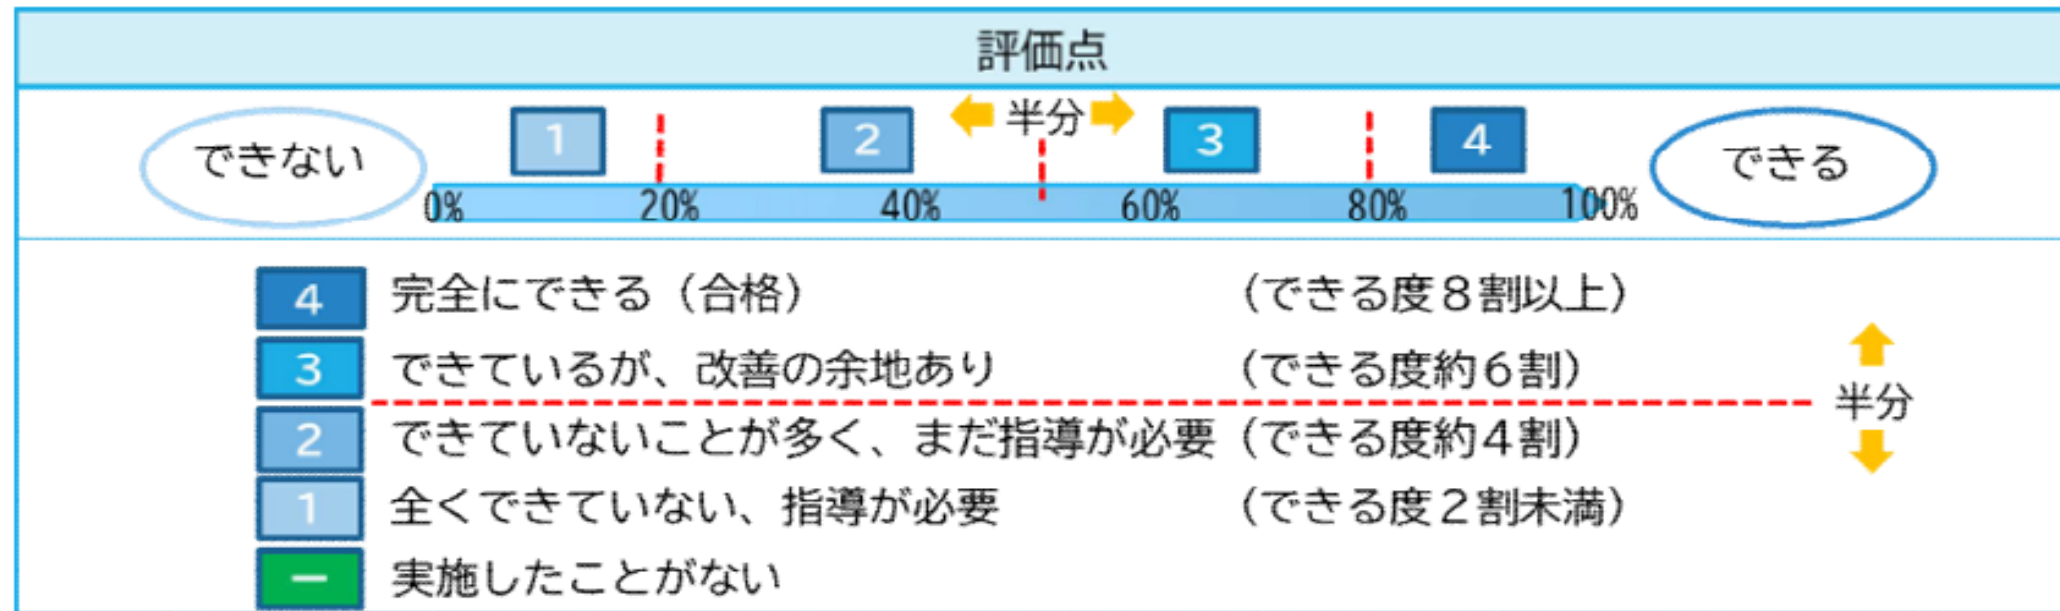 評価点
できない 1 2 半分 3 4 できる
0% 20% 40% 60% 80% 100%
4 完全にできる（合格） （できる度８割以上）
3 できているが、改善の余地あり （できる度約６割）
半分
2 できていないことが多く、まだ指導が必要（できる度約４割）
1 全くできていない、指導が必要 （できる度２割未満）
－ 実施したことがない